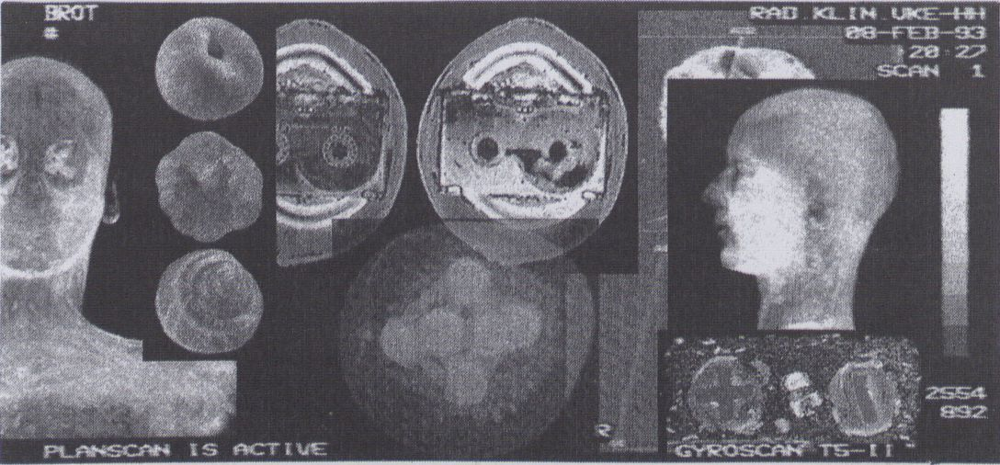 BROT
#
RAD.KLIN.UKE-HH
08-FEB-93
20:27
SCAN 1
2554
892
R
PLANSCAN IS ACTIVE
GYROSCAN T5-II